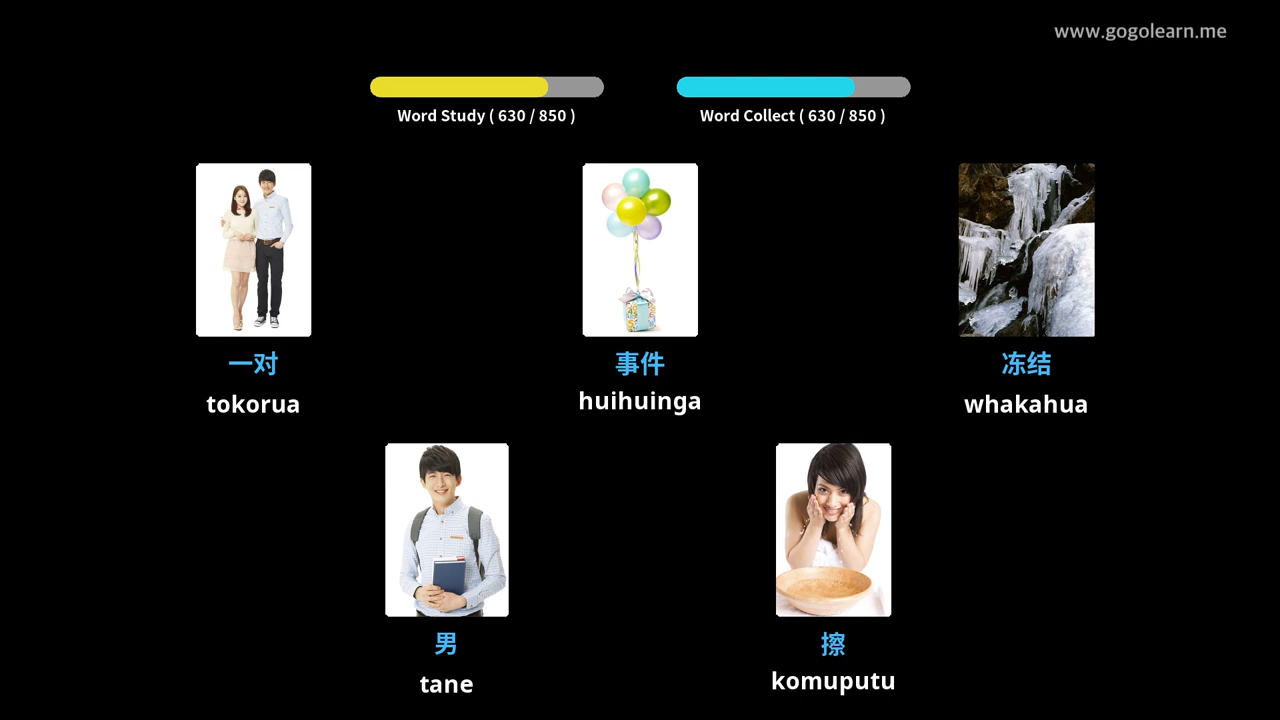 www.gogolearn.me
Word Study ( 630 / 850 )
Word Collect ( 630 / 850 )
一对
事件
冻结
tokorua
huihuinga
whakahua
男
擦
tane
komuputu